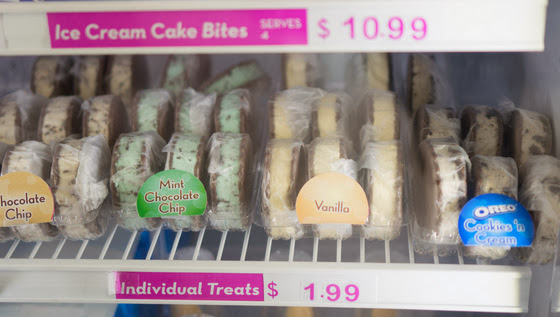 Ice Cream Cake Bites SERVES 4 $ 10.99
Chocolate
Chip
Mint
Chocolate
Chip
Vanilla
OREO
Cookies 'n
Cream
Individual Treats $ 1.99